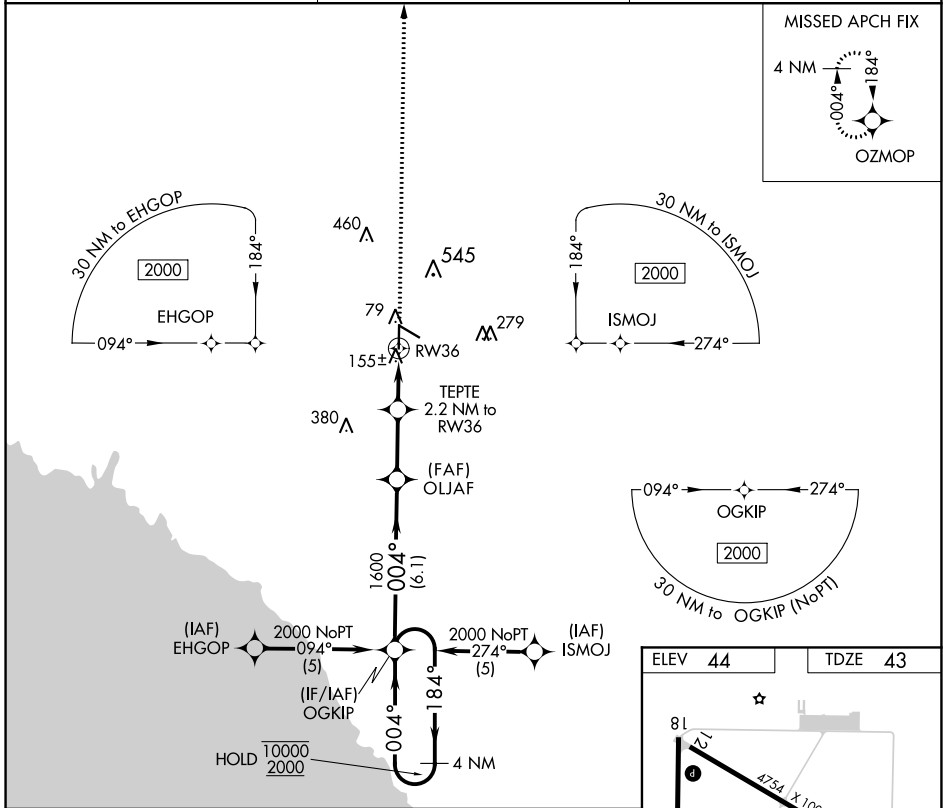 MISSED APCH FIX
4 NM
184°
004°
OZMOP
30 NM to EHGOP
184°
2000
EHGOP
094°
460
545
79
279
RW36
155±
30 NM to ISMOJ
184°
2000
ISMOJ
274°
TEPTE
2.2 NM to
RW36
380
(FAF)
OLJAF
094°
274°
OGKIP
2000
30 NM to OGKIP (NoPT)
1600
004°
(6.1)
(IAF)
EHGOP
2000 NoPT
094°
(5)
2000 NoPT
274°
(5)
(IAF)
ISMOJ
(IF/IAF)
OGKIP
004°
184°
HOLD 10000
2000
4 NM
ELEV 44
TDZE 43
18
12
P
4754 X 100